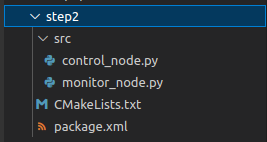 step2
src
control_node.py
monitor_node.py
CMakeLists.txt
package.xml